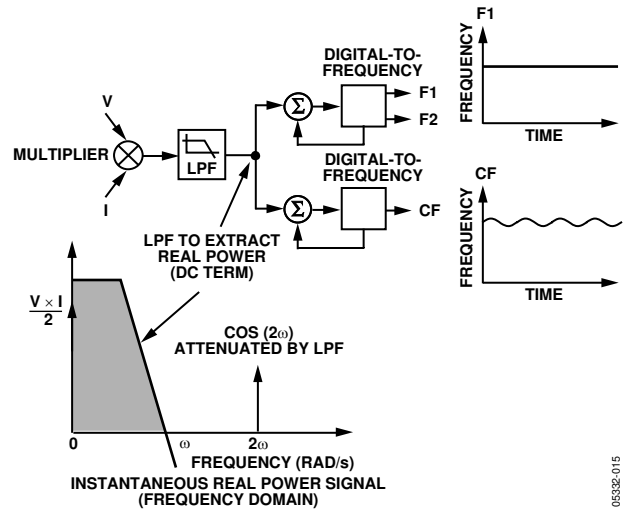 F1
DIGITAL-TO-
FREQUENCY
V
F1
FREQUENCY
MULTIPLIER
Σ
F2
LPF
TIME
I
DIGITAL-TO-
FREQUENCY
CF
Σ
CF
FREQUENCY
LPF TO EXTRACT
REAL POWER
(DC TERM)
TIME
V × I
2
COS (2ω)
ATTENUATED BY LPF
0
ω
2ω
FREQUENCY (RAD/s)
INSTANTANEOUS REAL POWER SIGNAL
(FREQUENCY DOMAIN)
05332-015